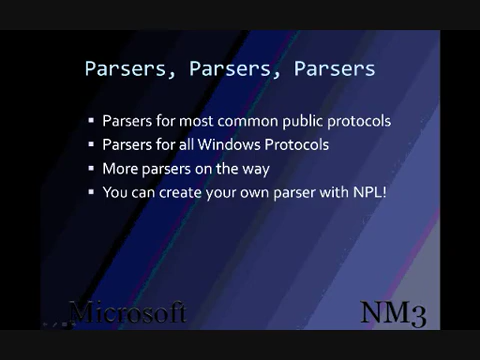 Parsers, Parsers, Parsers
▪ Parsers for most common public protocols
▪ Parsers for all Windows Protocols
▪ More parsers on the way
▪ You can create your own parser with NPL!
Microsoft NM3